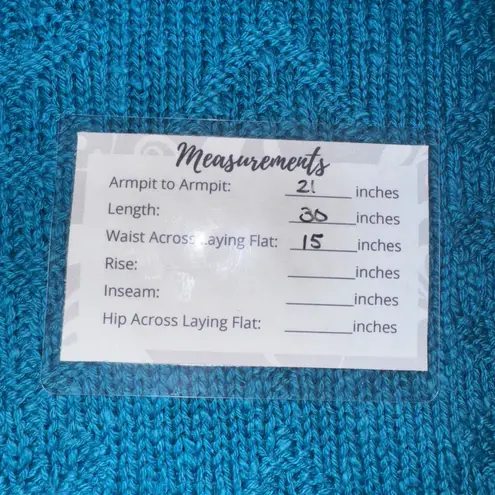 Measurements
Armpit to Armpit: 21 inches
Length: 30 inches
Waist Across Laying Flat: 15 inches
Rise: inches
Inseam: inches
Hip Across Laying Flat: inches